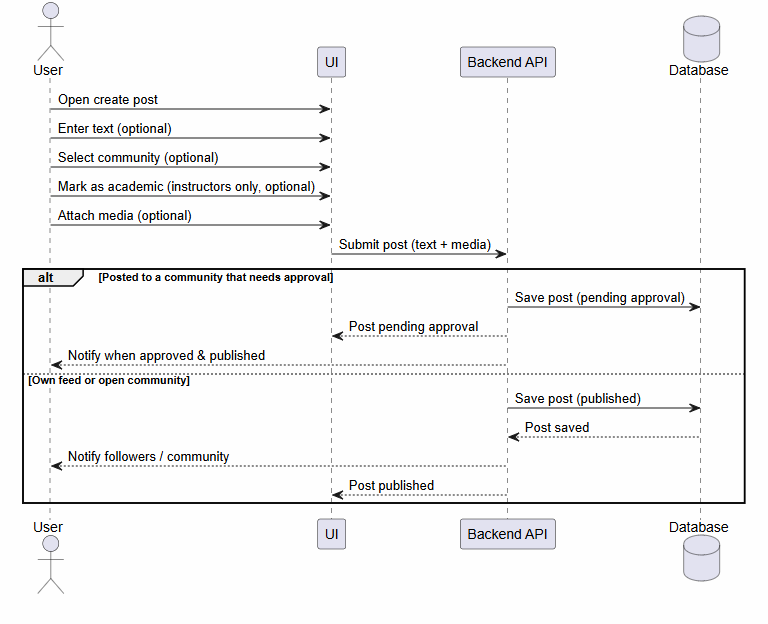 User
UI
Backend API
Database
Open create post
Enter text (optional)
Select community (optional)
Mark as academic (instructors only, optional)
Attach media (optional)
Submit post (text + media)
alt
[Posted to a community that needs approval]
Save post (pending approval)
Post pending approval
Notify when approved & published
[Own feed or open community]
Save post (published)
Post saved
Notify followers / community
Post published
User
UI
Backend API
Database